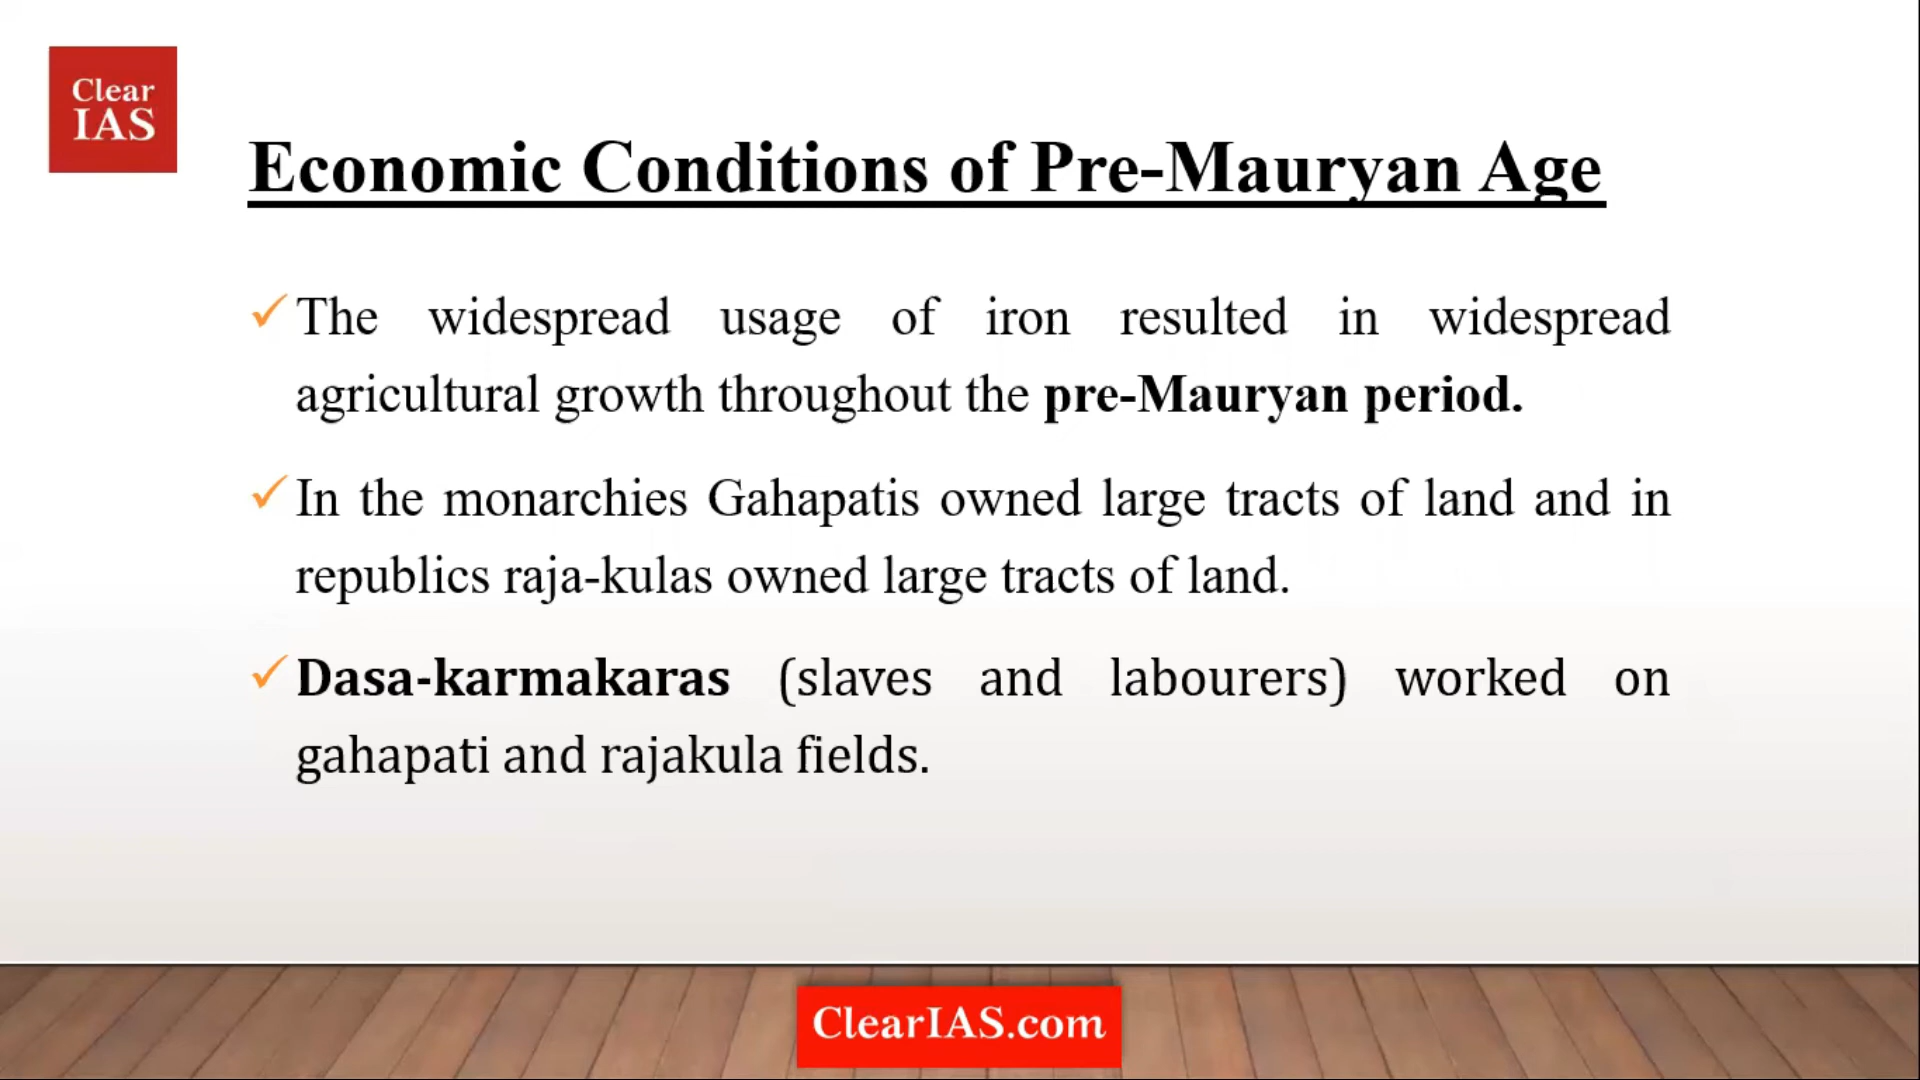 Clear
IAS
Economic Conditions of Pre-Mauryan Age
The widespread usage of iron resulted in widespread
agricultural growth throughout the pre-Mauryan period.
In the monarchies Gahapatis owned large tracts of land and in
republics raja-kulas owned large tracts of land.
Dasa-karmakaras (slaves and labourers) worked on
gahapati and rajakula fields.
ClearIAS.com